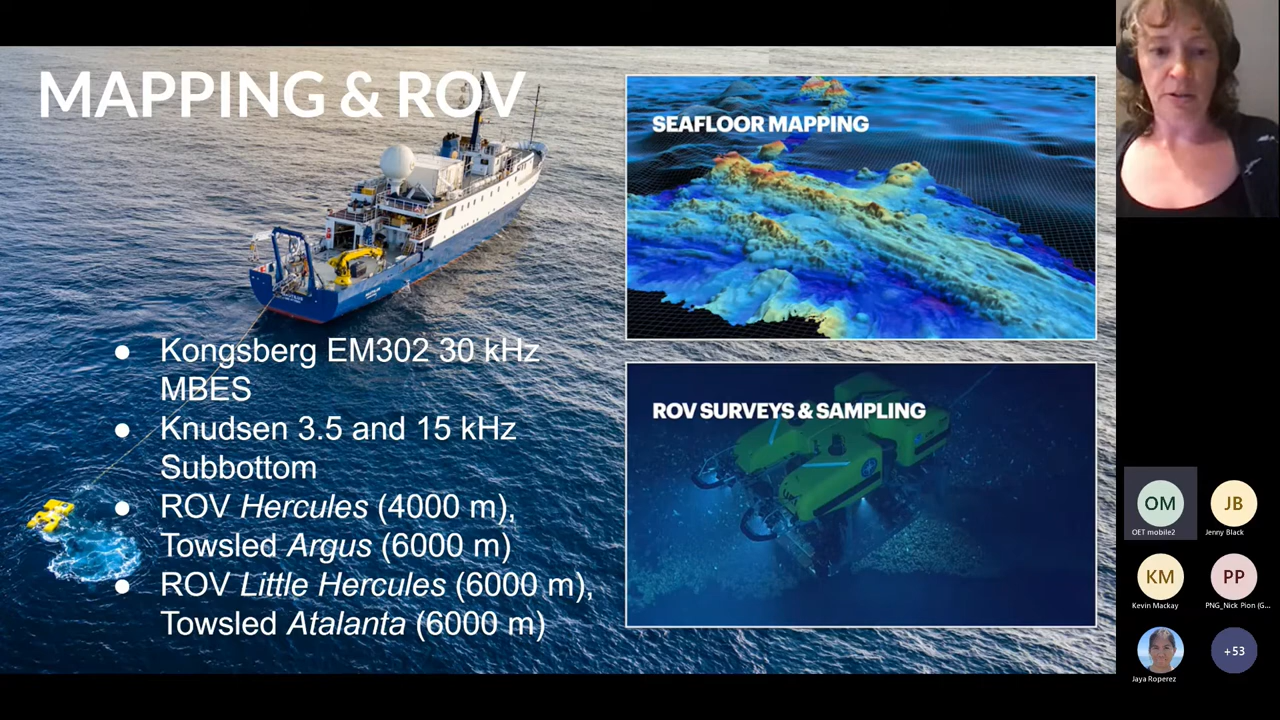 MAPPING & ROV
SEAFLOOR MAPPING
● Kongsberg EM302 30 kHz
MBES
● Knudsen 3.5 and 15 kHz
Subbottom
● ROV Hercules (4000 m),
Towsled Argus (6000 m)
● ROV Little Hercules (6000 m),
Towsled Atalanta (6000 m)
ROV SURVEYS & SAMPLING
OM
OET mobile2
JB
Jenny Black
KM
Kevin Mackay
PP
PNG_Nick Pion (G...
Jaya Roperez
+53